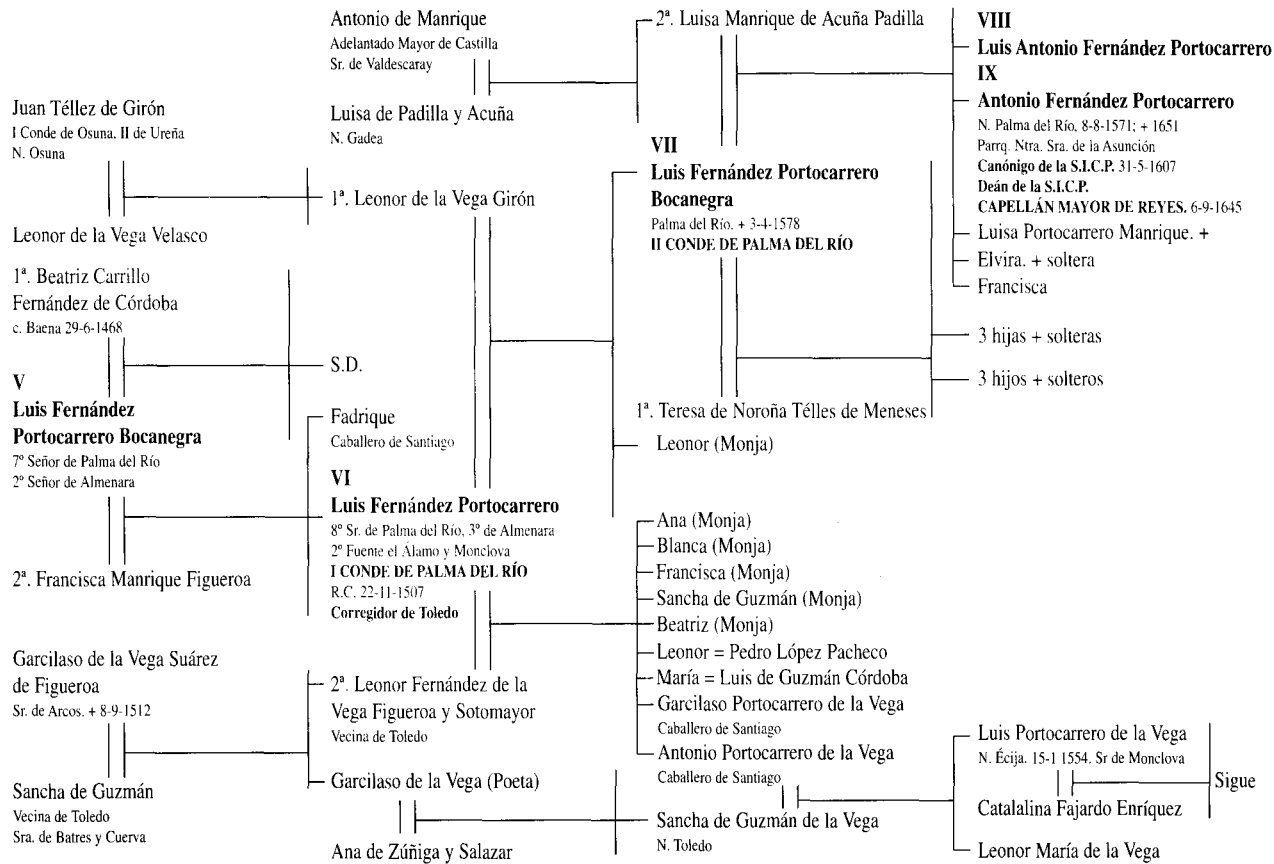 Juan Téllez de Girón
I Conde de Osuna. II de Ureña
N. Osuna
Leonor de la Vega Velasco
1ª. Beatriz Carrillo
Fernández de Córdoba
c. Baena 29-6-1468
V
Luis Fernández
Portocarrero Bocanegra
7º Señor de Palma del Río
2º Señor de Almenara
2ª. Francisca Manrique Figueroa
Garcilaso de la Vega Suárez
de Figueroa
Sr. de Arcos. + 8-9-1512
Sancha de Guzmán
Vecina de Toledo
Sra. de Batres y Cuerva
Antonio de Manrique
Adelantado Mayor de Castilla
Sr. de Valdescaray
Luisa de Padilla y Acuña
N. Gadea
1ª. Leonor de la Vega Girón
S.D.
Fadrique
Caballero de Santiago
VI
Luis Fernández Portocarrero
8º Sr. de Palma del Río, 3º de Almenara
2º Fuente el Álamo y Monclova
I CONDE DE PALMA DEL RÍO
R.C. 22-11-1507
Corregidor de Toledo
2ª. Leonor Fernández de la
Vega Figueroa y Sotomayor
Vecina de Toledo
Garcilaso de la Vega (Poeta)
Ana de Zúñiga y Salazar
2ª. Luisa Manrique de Acuña Padilla
VII
Luis Fernández Portocarrero
Bocanegra
Palma del Río. + 3-4-1578
II CONDE DE PALMA DEL RÍO
1ª. Teresa de Noroña Télles de Meneses
Leonor (Monja)
Ana (Monja)
Blanca (Monja)
Francisca (Monja)
Sancha de Guzmán (Monja)
Beatriz (Monja)
Leonor = Pedro López Pacheco
María = Luis de Guzmán Córdoba
Garcilaso Portocarrero de la Vega
Caballero de Santiago
Antonio Portocarrero de la Vega
Caballero de Santiago
Sancha de Guzmán de la Vega
N. Toledo
VIII
Luis Antonio Fernández Portocarrero
IX
Antonio Fernández Portocarrero
N. Palma del Río, 8-8-1571; + 1651
Parrq. Ntra. Sra. de la Asunción
Canónigo de la S.I.C.P. 31-5-1607
Deán de la S.I.C.P.
CAPELLÁN MAYOR DE REYES. 6-9-1645
Luisa Portocarrero Manrique. +
Elvira. + soltera
Francisca
3 hijas + solteras
3 hijos + solteros
Luis Portocarrero de la Vega
N. Écija. 15-1 1554. Sr de Monclova
Catalalina Fajardo Enríquez
Leonor María de la Vega
Sigue